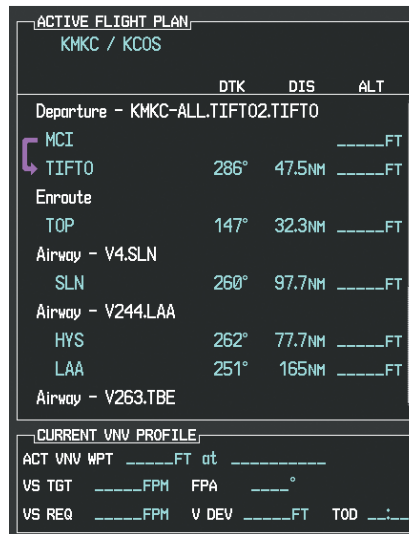 ACTIVE FLIGHT PLAN
KMKC / KCOS
DTK DIS ALT
Departure - KMKC-ALL.TIFTO2.TIFTO
MCI _____FT
TIFTO 286° 47.5NM _____FT
Enroute
TOP 147° 32.3NM _____FT
Airway - V4.SLN
SLN 260° 97.7NM _____FT
Airway - V244.LAA
HYS 262° 77.7NM _____FT
LAA 251° 165NM _____FT
Airway - V263.TBE
CURRENT VNV PROFILE
ACT VNV WPT _____FT at __________
VS TGT _____FPM FPA ____°
VS REQ _____FPM V DEV _____FT TOD __:__